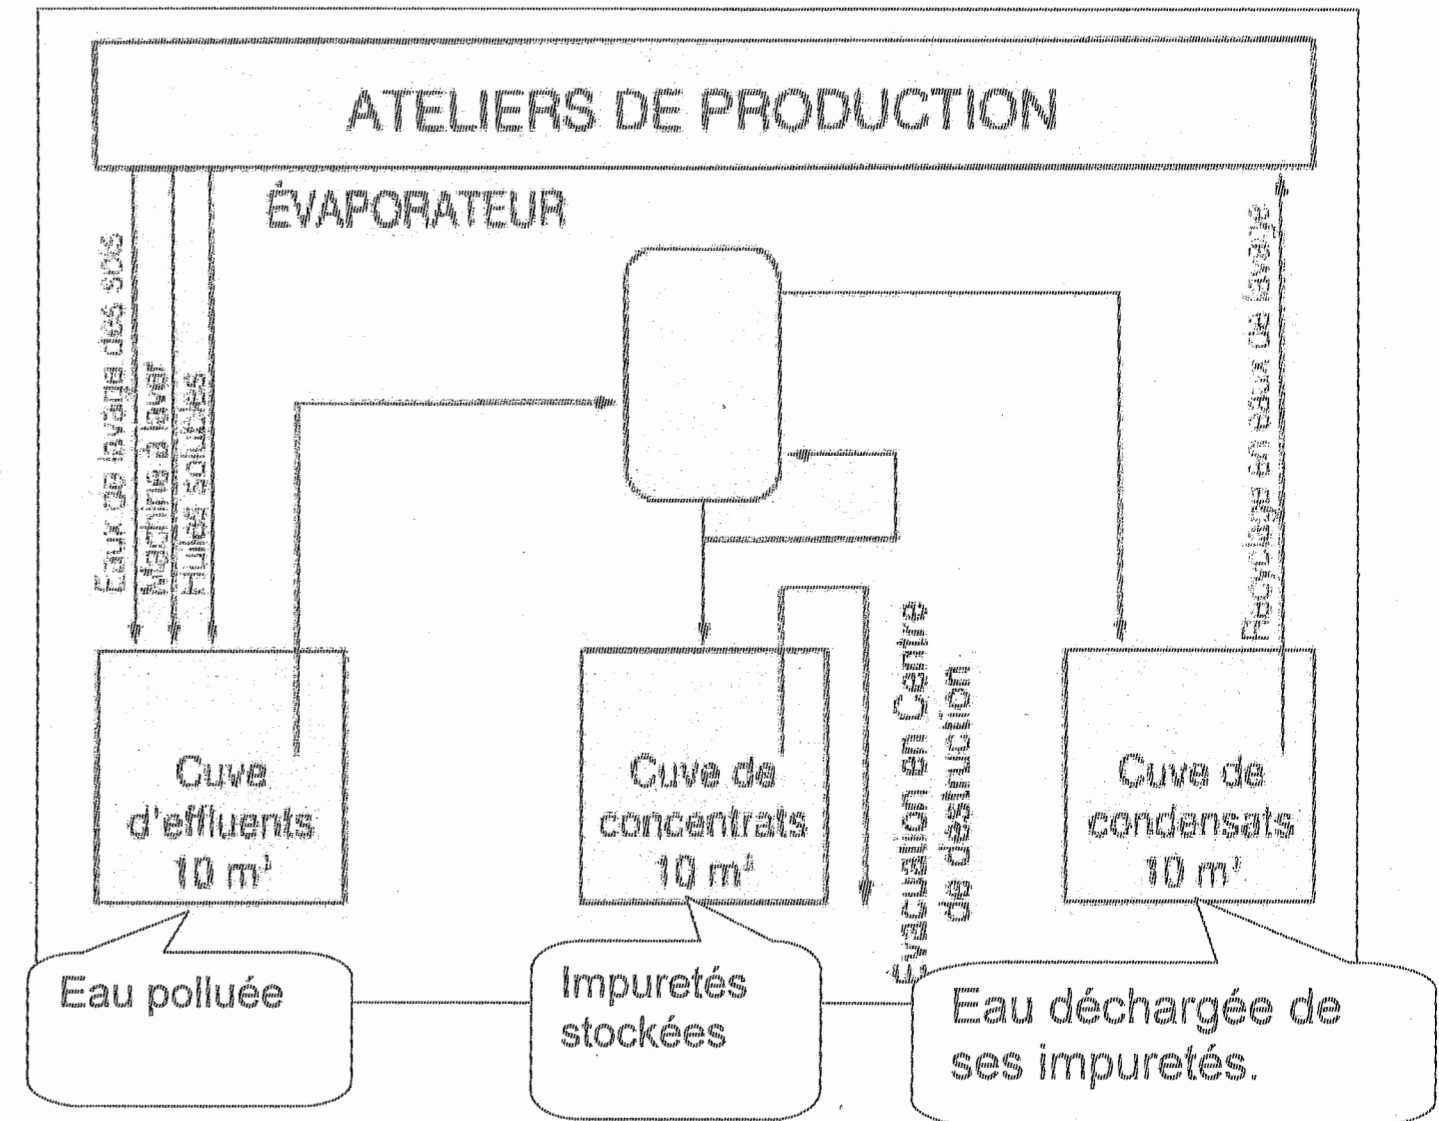 ATELIERS DE PRODUCTION
ÉVAPORATEUR
Eaux de lavage des sols
Machine à laver
Huiles solubles
Recyclage en eaux de lavage
Cuve
d'effluents
10 m³
Cuve de
concentrats
10 m³
Évacuation en Centre
de destruction
Cuve de
condensats
10 m³
Eau polluée
Impuretés
stockées
Eau déchargée de
ses impuretés.